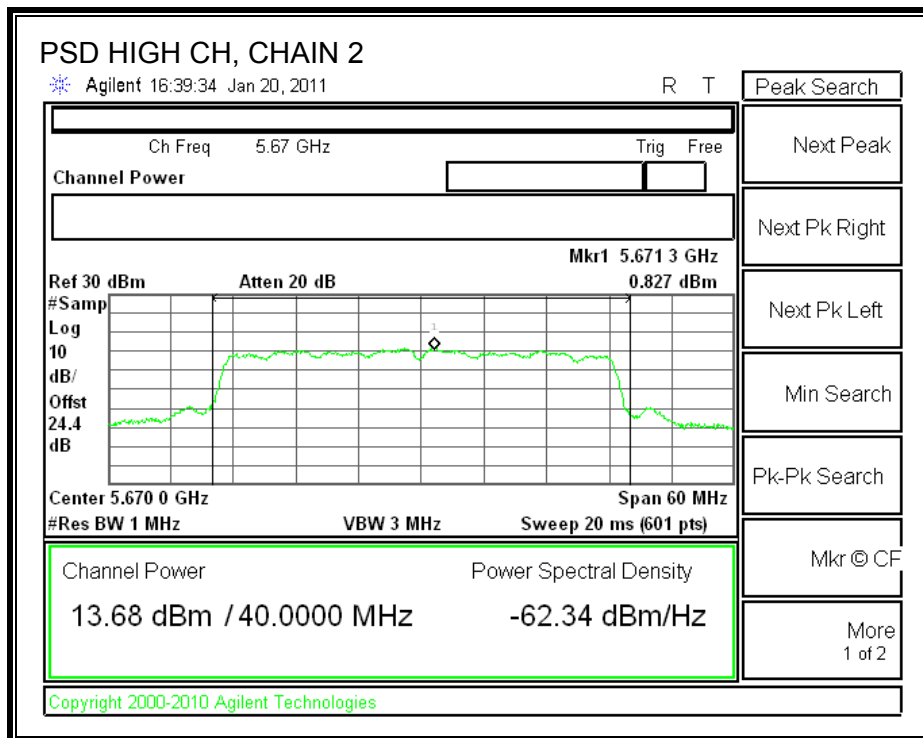 PSD HIGH CH, CHAIN 2
Agilent 16:39:34 Jan 20, 2011 R T
Peak Search
Ch Freq 5.67 GHz Trig Free
Next Peak
Channel Power
Next Pk Right
Mkr1 5.671 3 GHz
Ref 30 dBm Atten 20 dB 0.827 dBm
#Samp
Next Pk Left
Log
1
10
dB/
Min Search
Offst
24.4
dB
Pk-Pk Search
Center 5.670 0 GHz Span 60 MHz
#Res BW 1 MHz VBW 3 MHz Sweep 20 ms (601 pts)
Mkr © CF
Channel Power Power Spectral Density
13.68 dBm / 40.0000 MHz -62.34 dBm/Hz
More
1 of 2
Copyright 2000-2010 Agilent Technologies